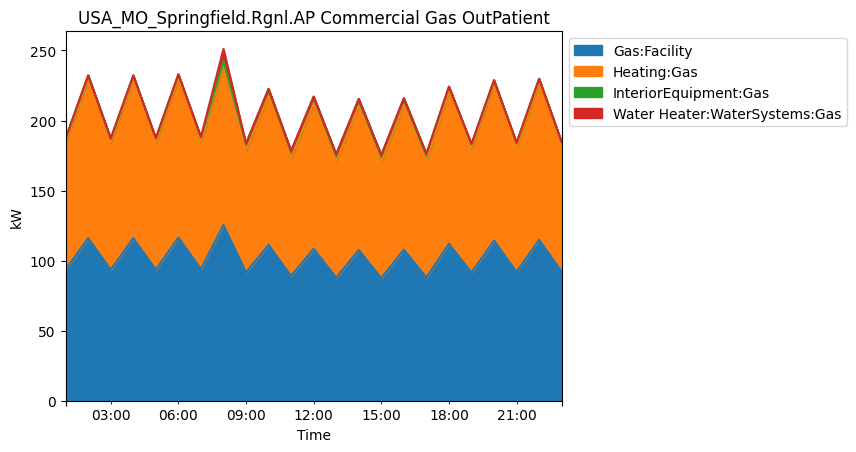 USA_MO_Springfield.Rgnl.AP Commercial Gas OutPatient
250
200
150
100
50
0
kW
03:00 06:00 09:00 12:00 15:00 18:00 21:00
Time
Gas:Facility
Heating:Gas
InteriorEquipment:Gas
Water Heater:WaterSystems:Gas